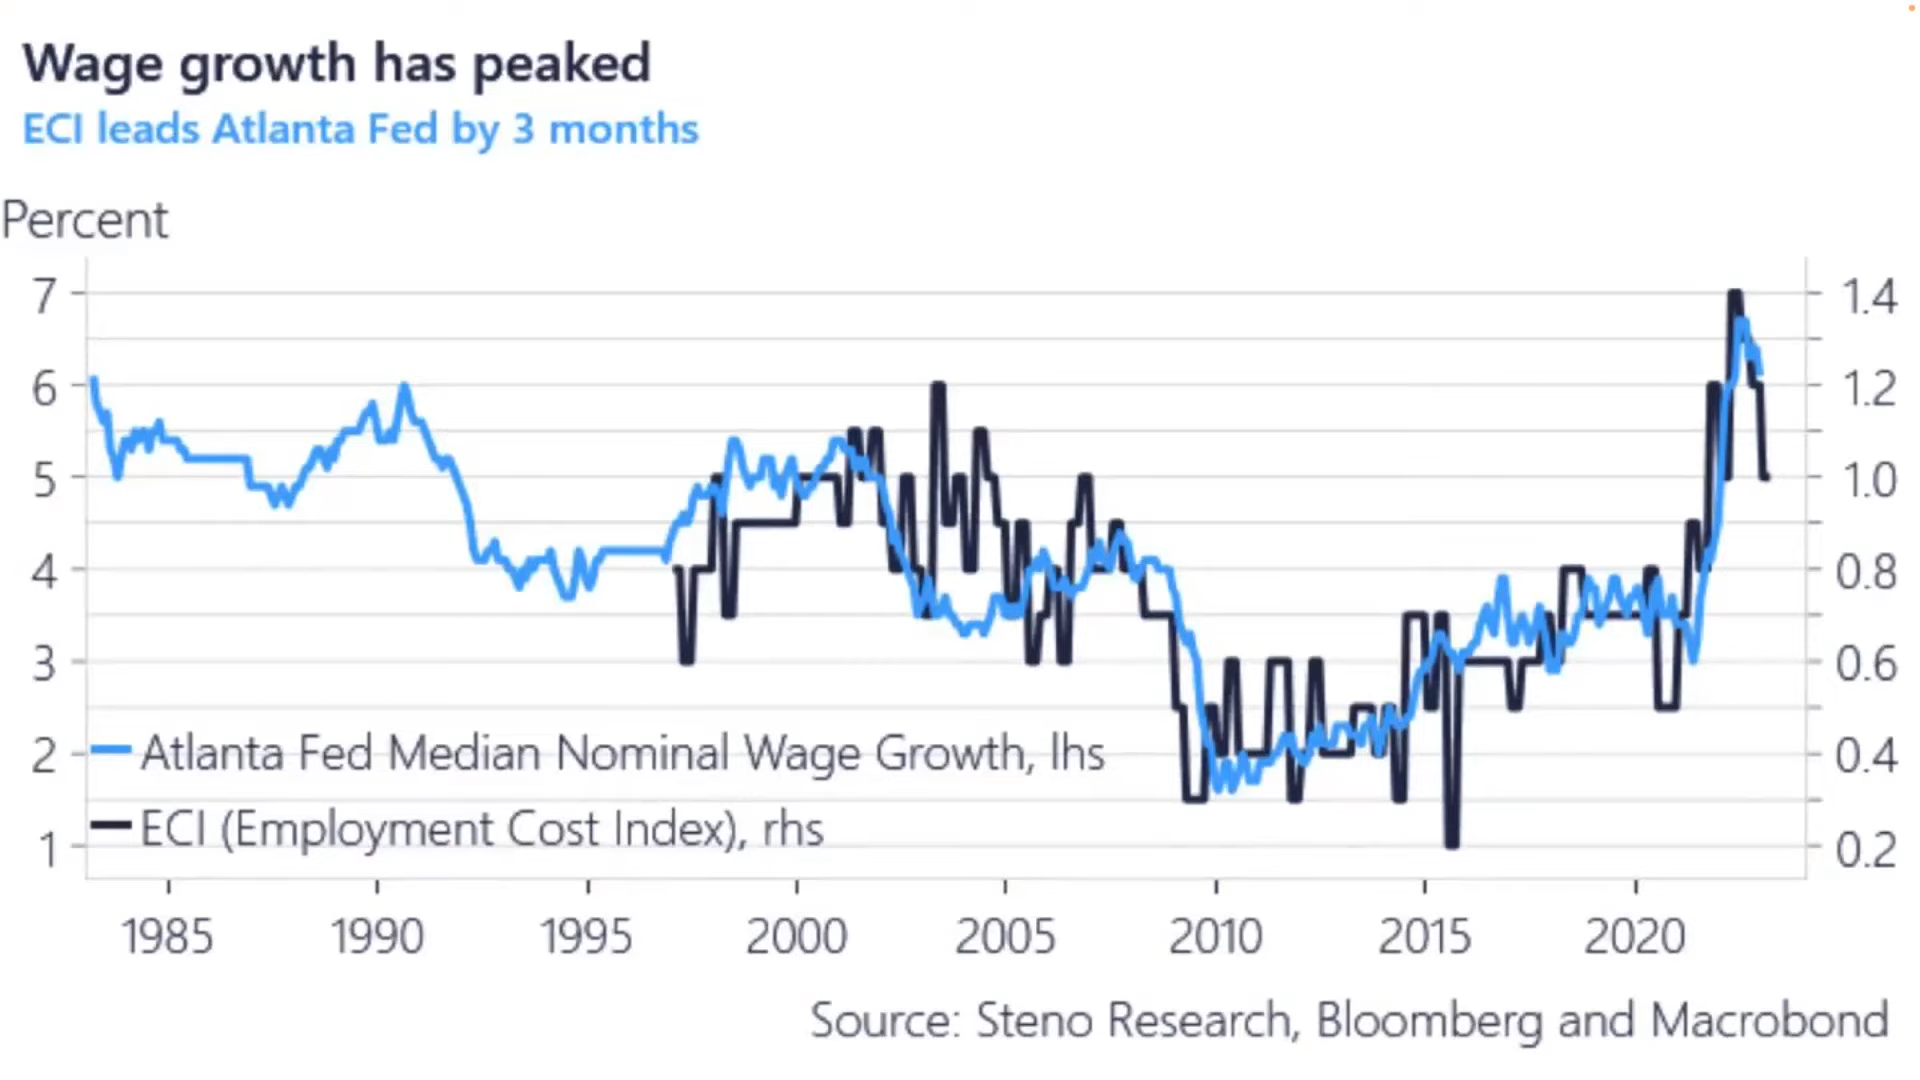 Wage growth has peaked
ECI leads Atlanta Fed by 3 months
Percent
7
6
5
4
3
2
1
1.4
1.2
1.0
0.8
0.6
0.4
0.2
Atlanta Fed Median Nominal Wage Growth, lhs
ECI (Employment Cost Index), rhs
1985 1990 1995 2000 2005 2010 2015 2020
Source: Steno Research, Bloomberg and Macrobond